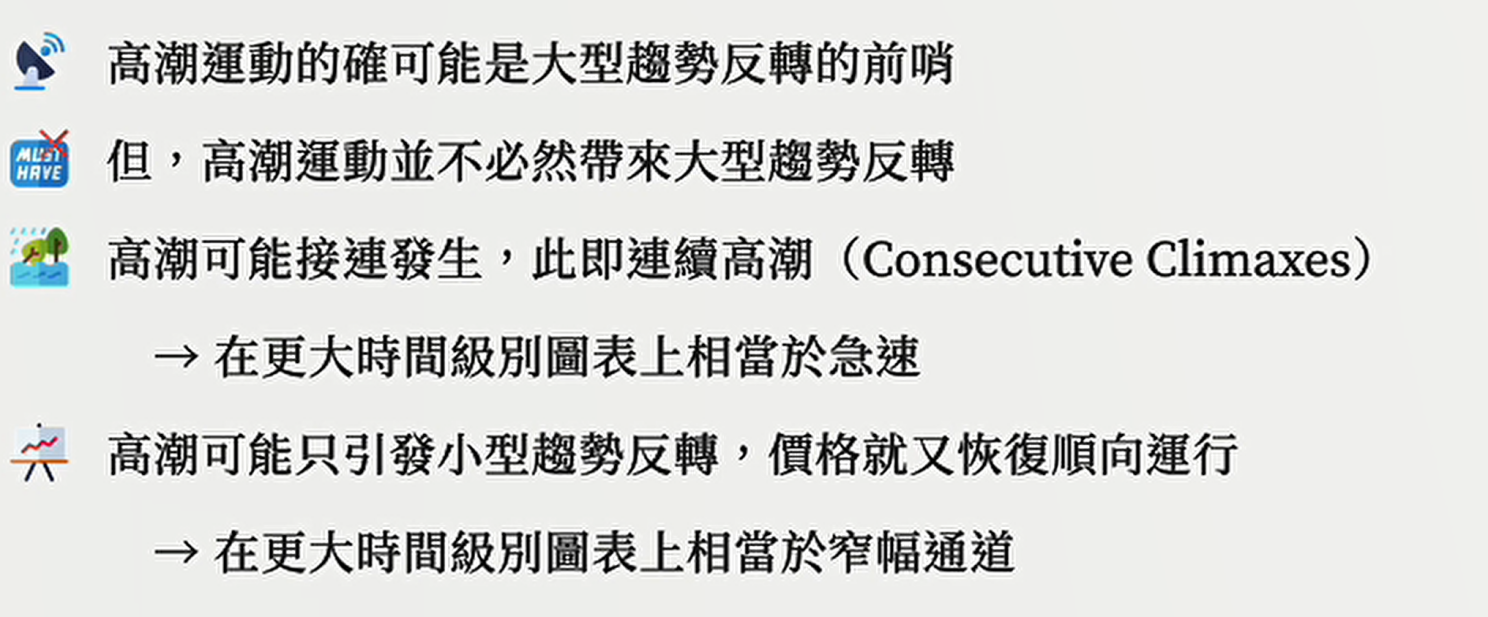 高潮運動的確可能是大型趨勢反轉的前哨
MUST
HAVE
但，高潮運動並不必然帶來大型趨勢反轉
高潮可能接連發生，此即連續高潮（Consecutive Climaxes）
→ 在更大時間級別圖表上相當於急速
高潮可能只引發小型趨勢反轉，價格就又恢復順向運行
→ 在更大時間級別圖表上相當於窄幅通道